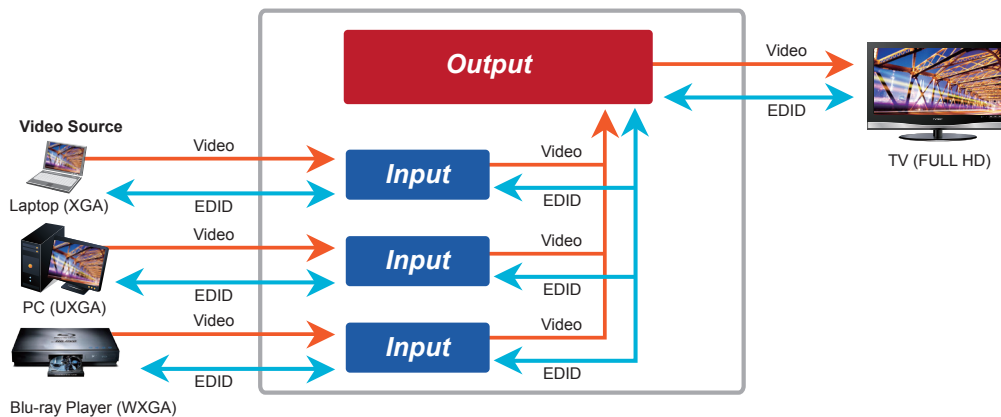 Output
Video
EDID
TV (FULL HD)
Video Source
Video
EDID
Laptop (XGA)
Input
Video
EDID
Video
EDID
PC (UXGA)
Input
Video
EDID
Video
EDID
Blu-ray Player (WXGA)
Input
Video
EDID